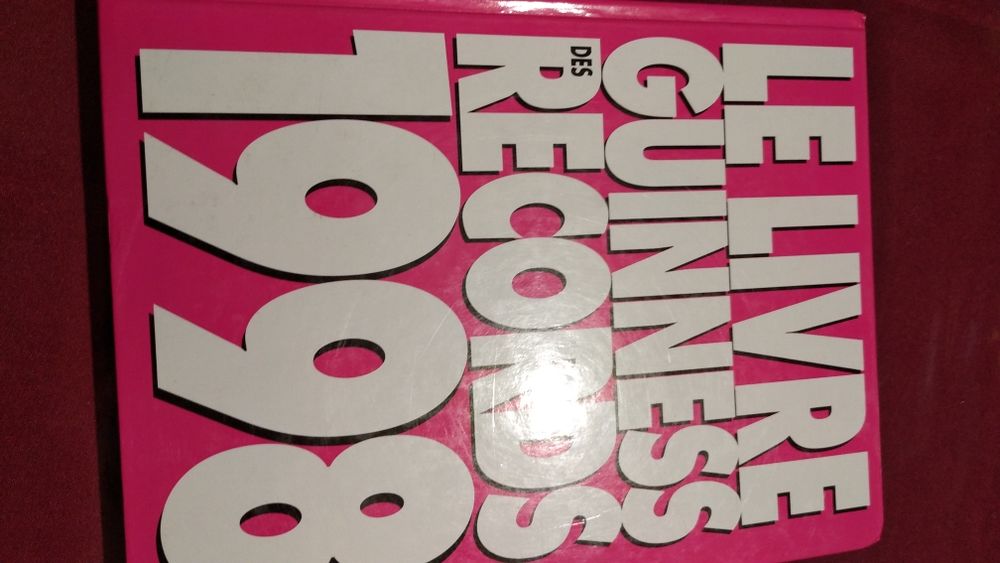 LE LIVRE
GUINNESS
DES
RECORDS
1998